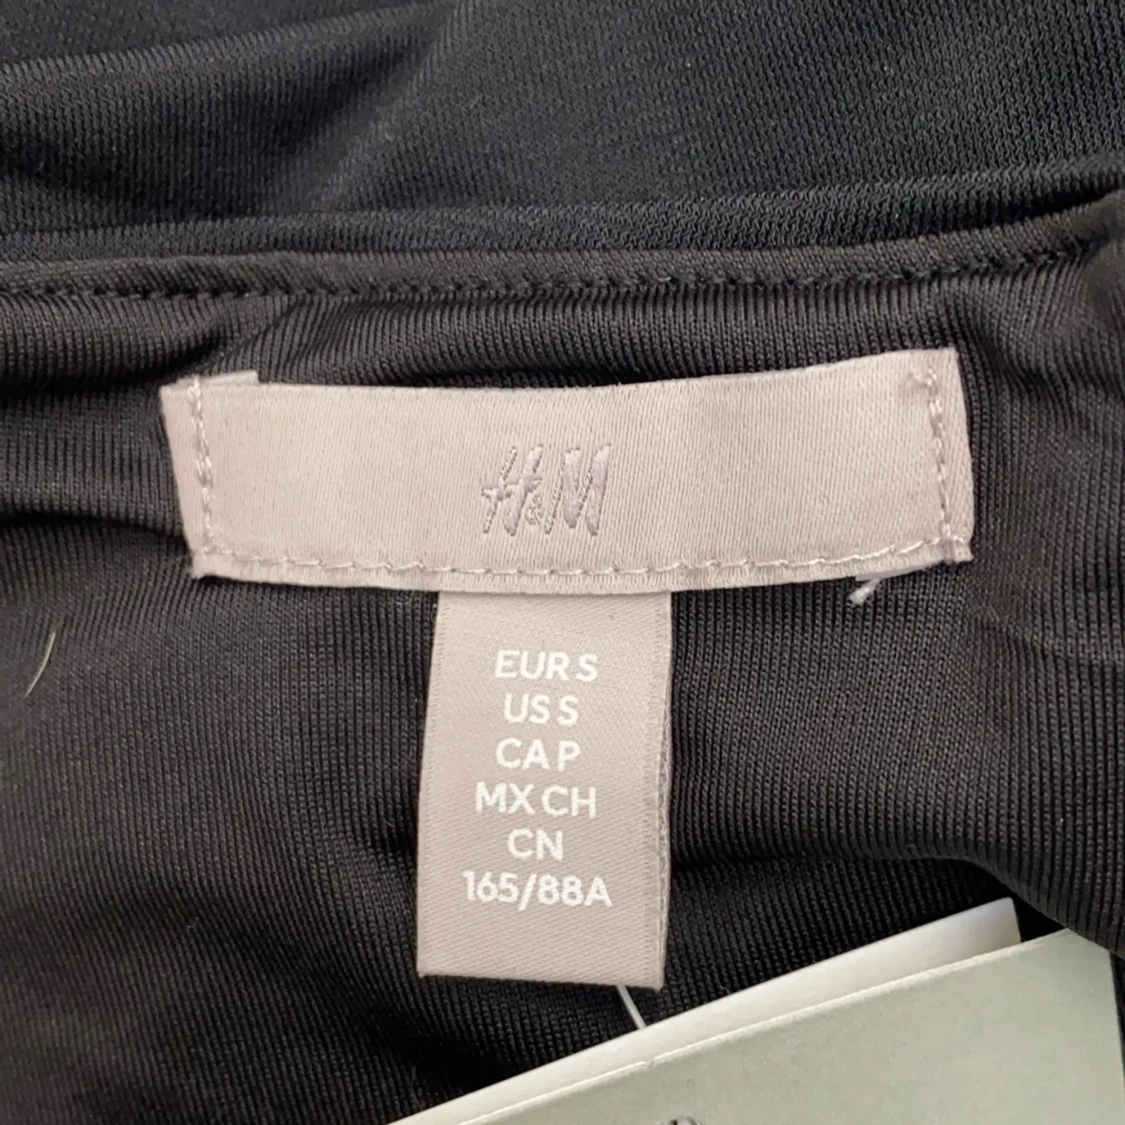 H&M
EUR S
US S
CA P
MX CH
CN
165/88A